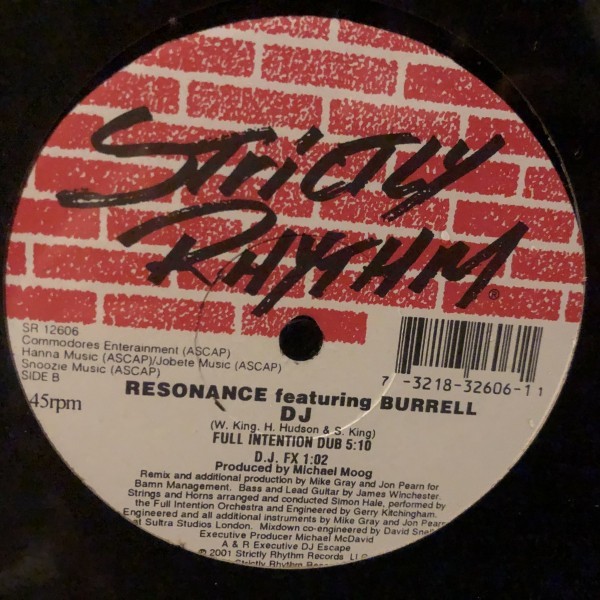 STRICTLY
RHYTHM®
SR 12606
Commodores Enterainment (ASCAP)
Hanna Music (ASCAP)/Jobete Music (ASCAP)
Snoozie Music (ASCAP)
SIDE B
7 -3218-32606-1 1
45rpm
RESONANCE featuring BURRELL
DJ
(W. King. H. Hudson & S. King)
FULL INTENTION DUB 5:10
D.J. FX 1:02
Produced by Michael Moog
Remix and additional production by Mike Gray and Jon Pearn for
Bamn Management. Bass and Lead Guitar by James Winchester.
Strings and Horns arranged and conducted Simon Hale, performed by
the Full Intention Orchestra and Engineered by Gerry Kitchingham.
Engineered and all additional instruments by Mike Gray and Jon Pearn
at Sultra Studios London. Mixdown co-engineered by David
Executive Producer Michael McDavid
A & R Executive DJ Escape
© 2001 Strictly Rhythm Records
Strictly Rhythm